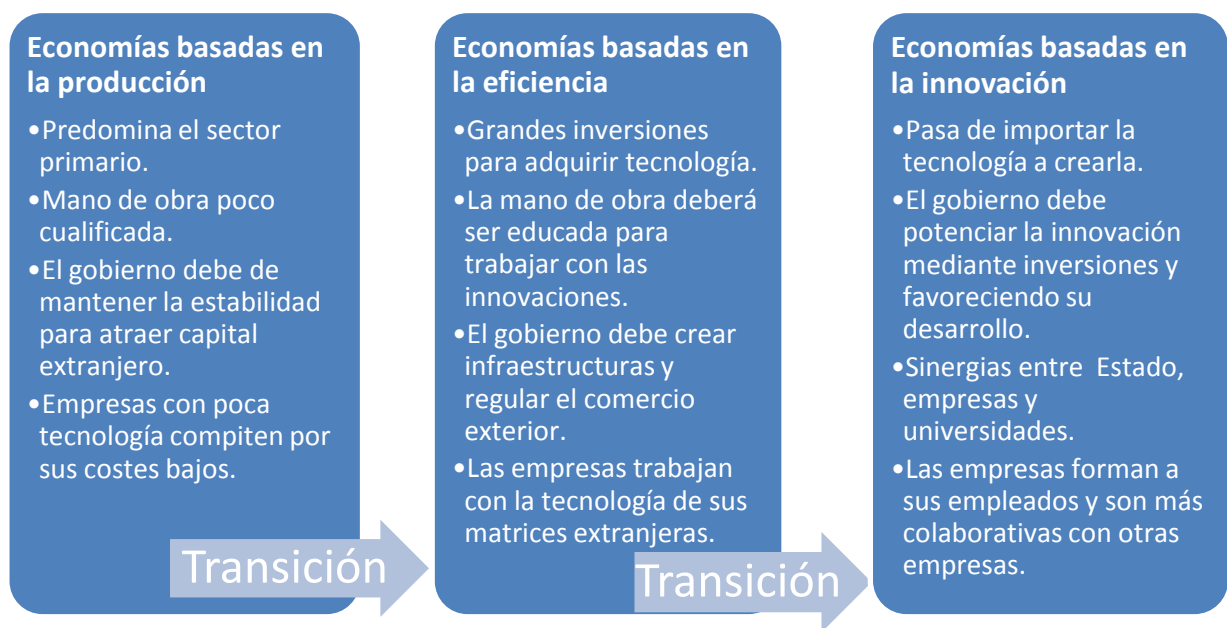 Economías basadas en
la producción
•Predomina el sector
primario.
•Mano de obra poco
cualificada.
•El gobierno debe de
mantener la estabilidad
para atraer capital
extranjero.
•Empresas con poca
tecnología compiten por
sus costes bajos.
Transición
Economías basadas en
la eficiencia
•Grandes inversiones
para adquirir tecnología.
•La mano de obra deberá
ser educada para
trabajar con las
innovaciones.
•El gobierno debe crear
infraestructuras y
regular el comercio
exterior.
•Las empresas trabajan
con la tecnología de sus
matrices extranjeras.
Transición
Economías basadas en
la innovación
•Pasa de importar la
tecnología a crearla.
•El gobierno debe
potenciar la innovación
mediante inversiones y
favoreciendo su
desarrollo.
•Sinergias entre Estado,
empresas y
universidades.
•Las empresas forman a
sus empleados y son más
colaborativas con otras
empresas.